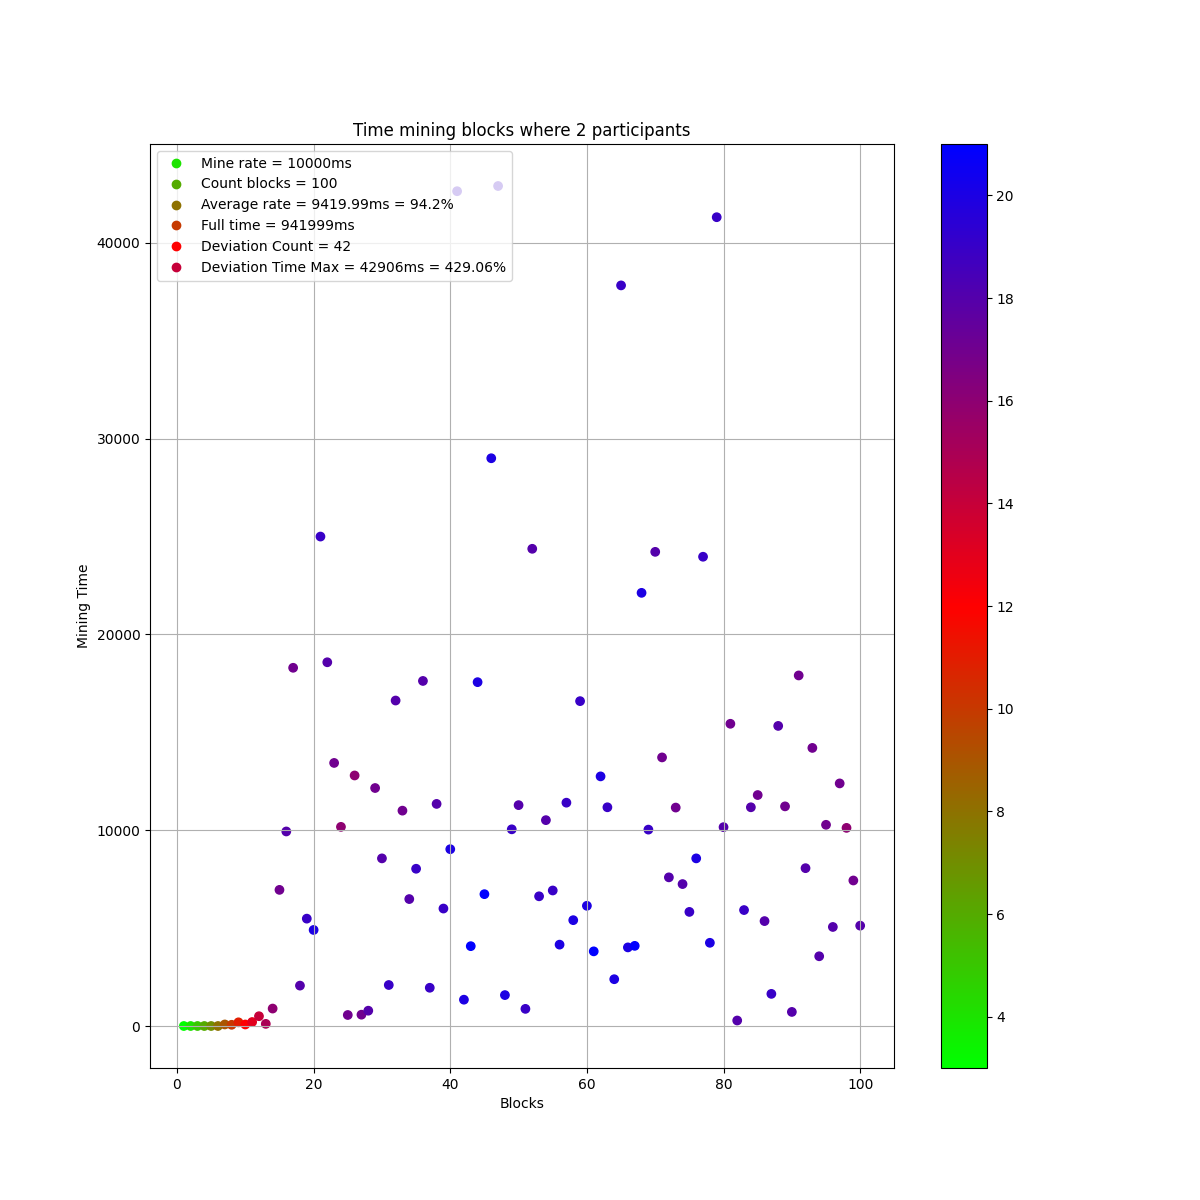 Time mining blocks where 2 participants
Mine rate = 10000ms
Count blocks = 100
Average rate = 9419.99ms = 94.2%
Full time = 941999ms
Deviation Count = 42
Deviation Time Max = 42906ms = 429.06%
Mining Time
40000
30000
20000
10000
0
0 20 40 60 80 100
Blocks
20
18
16
14
12
10
8
6
4